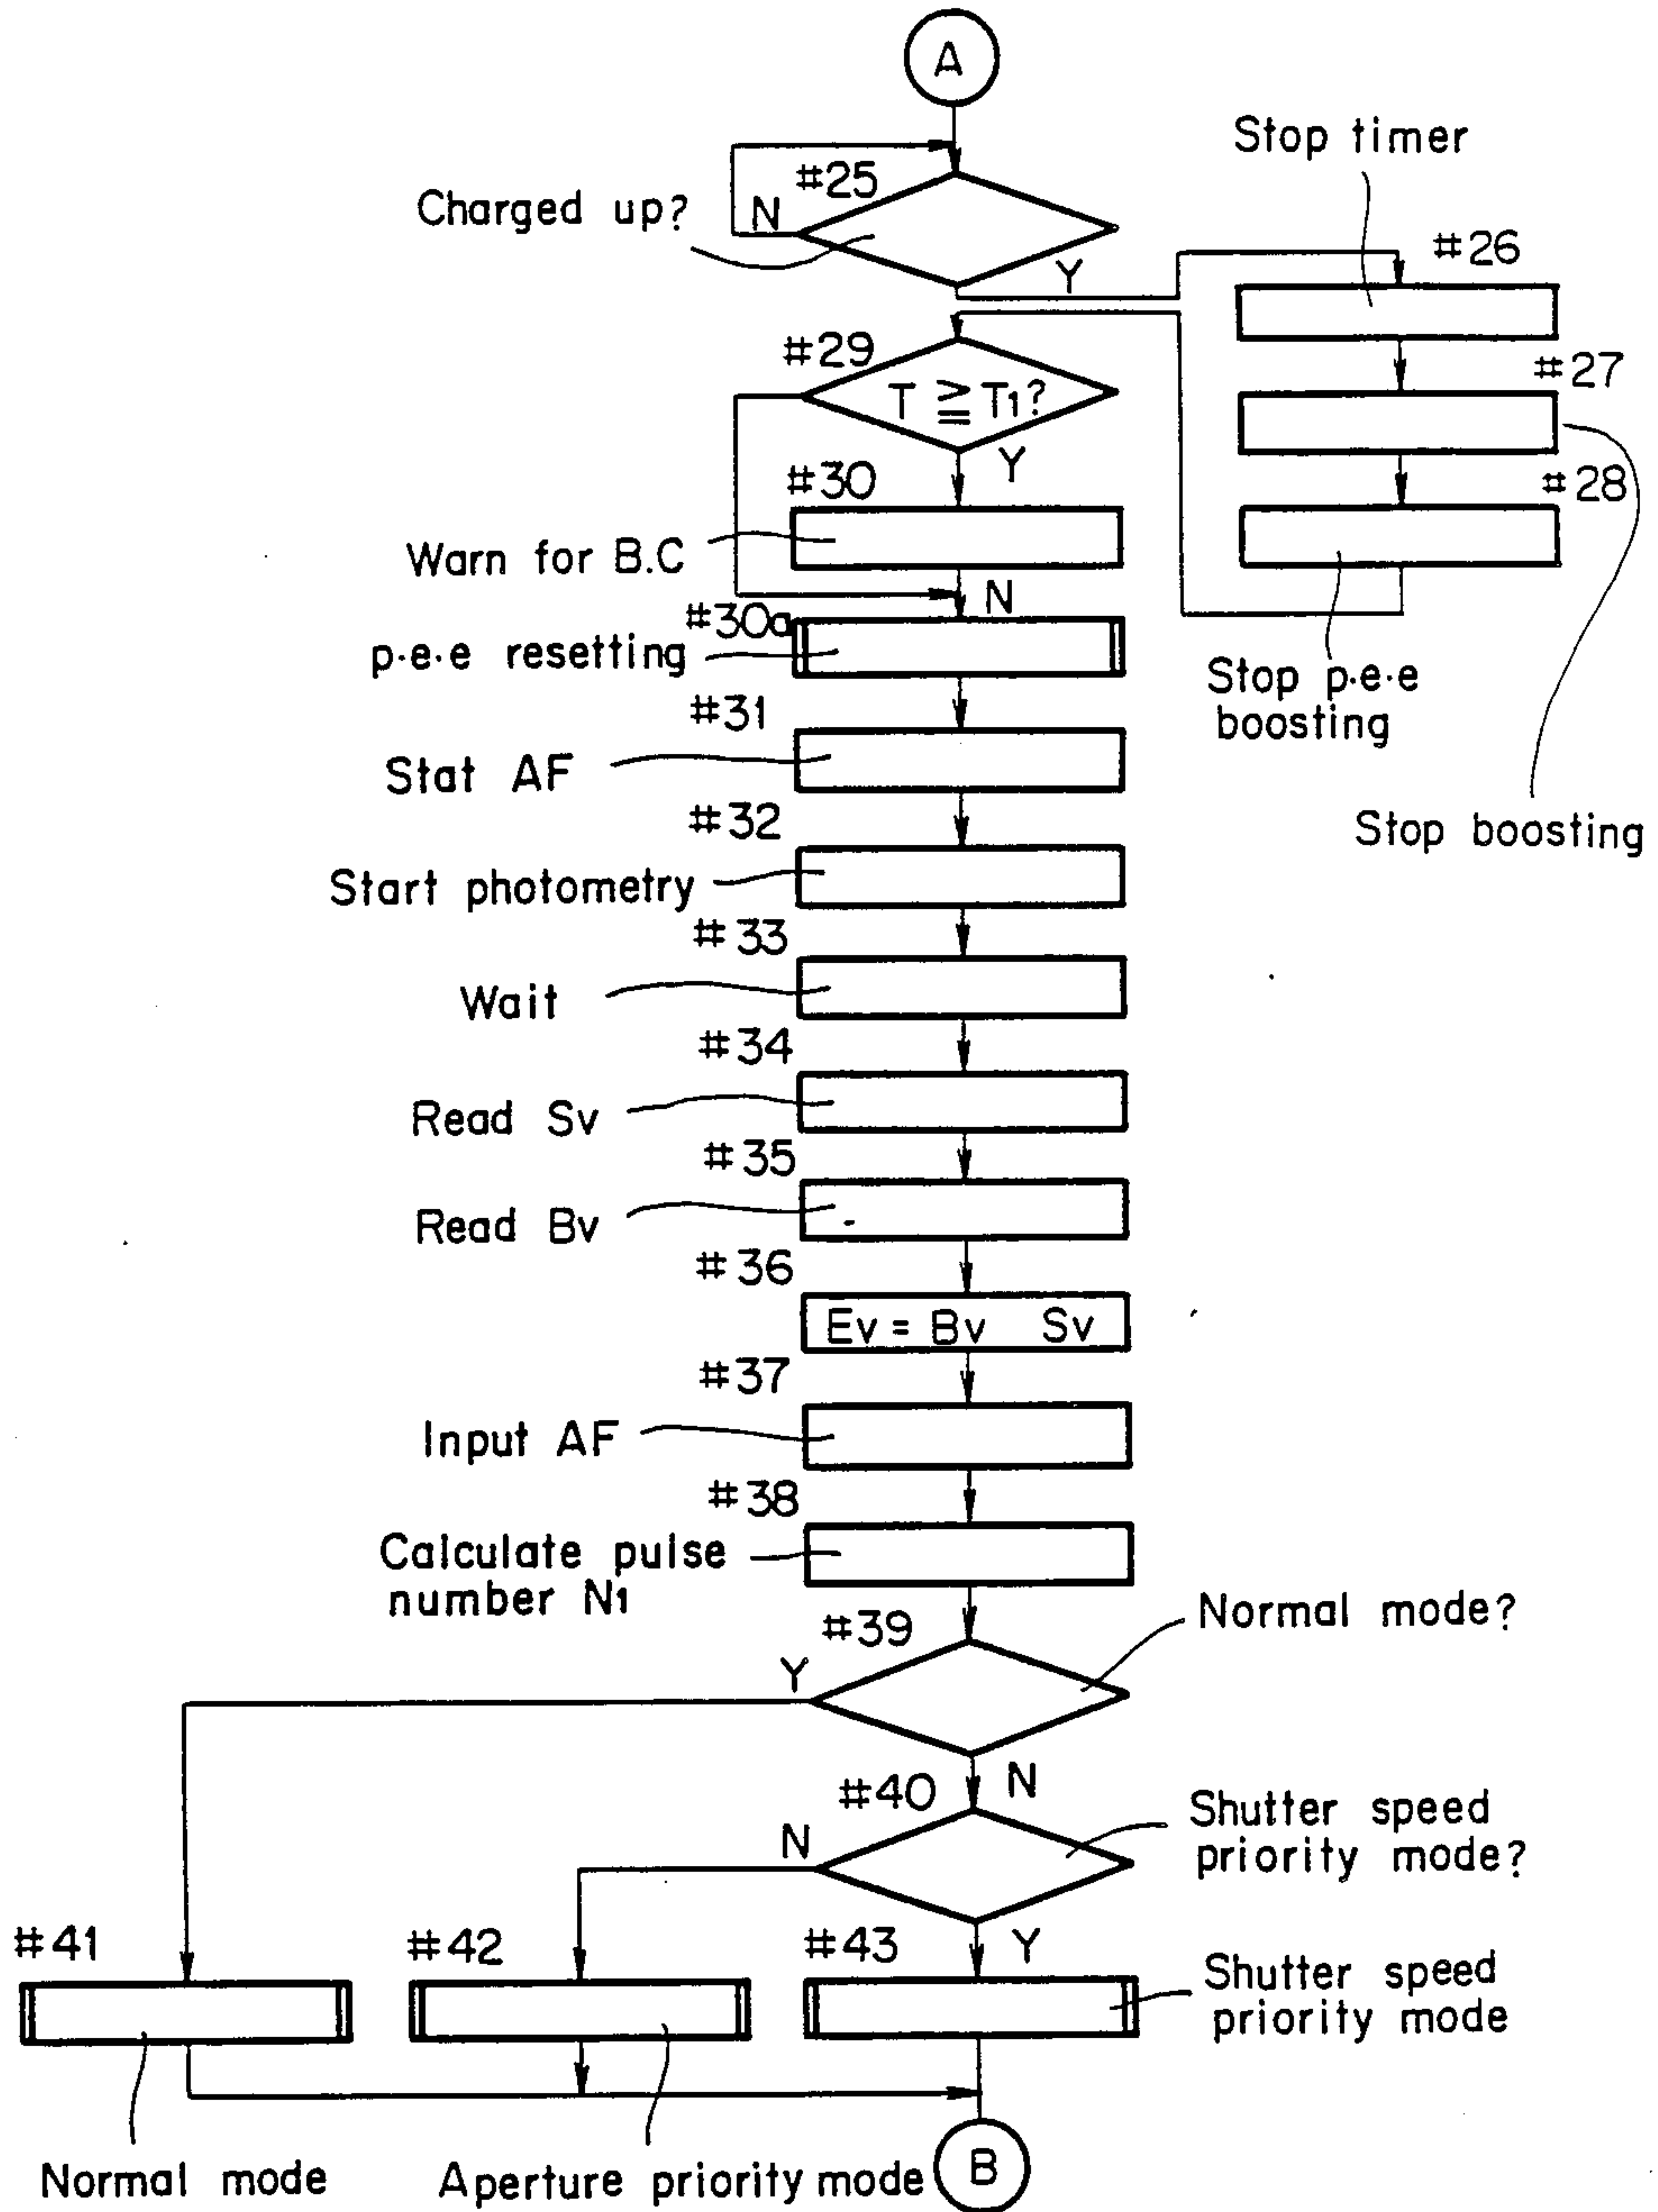 A
Stop timer
#25
Charged up?
N
Y
#26
#29
T ≧ T1?
#27
Y
#30
#28
Warn for B.C
N
#30a
p·e·e resetting
Stop p·e·e
boosting
#31
Stat AF
Stop boosting
#32
Start photometry
#33
Wait
#34
Read Sv
#35
Read Bv
#36
Ev = Bv Sv
#37
Input AF
#38
Calculate pulse
number N1
Normal mode?
#39
Y
N
#40
Shutter speed
priority mode?
N
#41
#42
#43
Y
Shutter speed
priority mode
Normal mode
Aperture priority mode
B